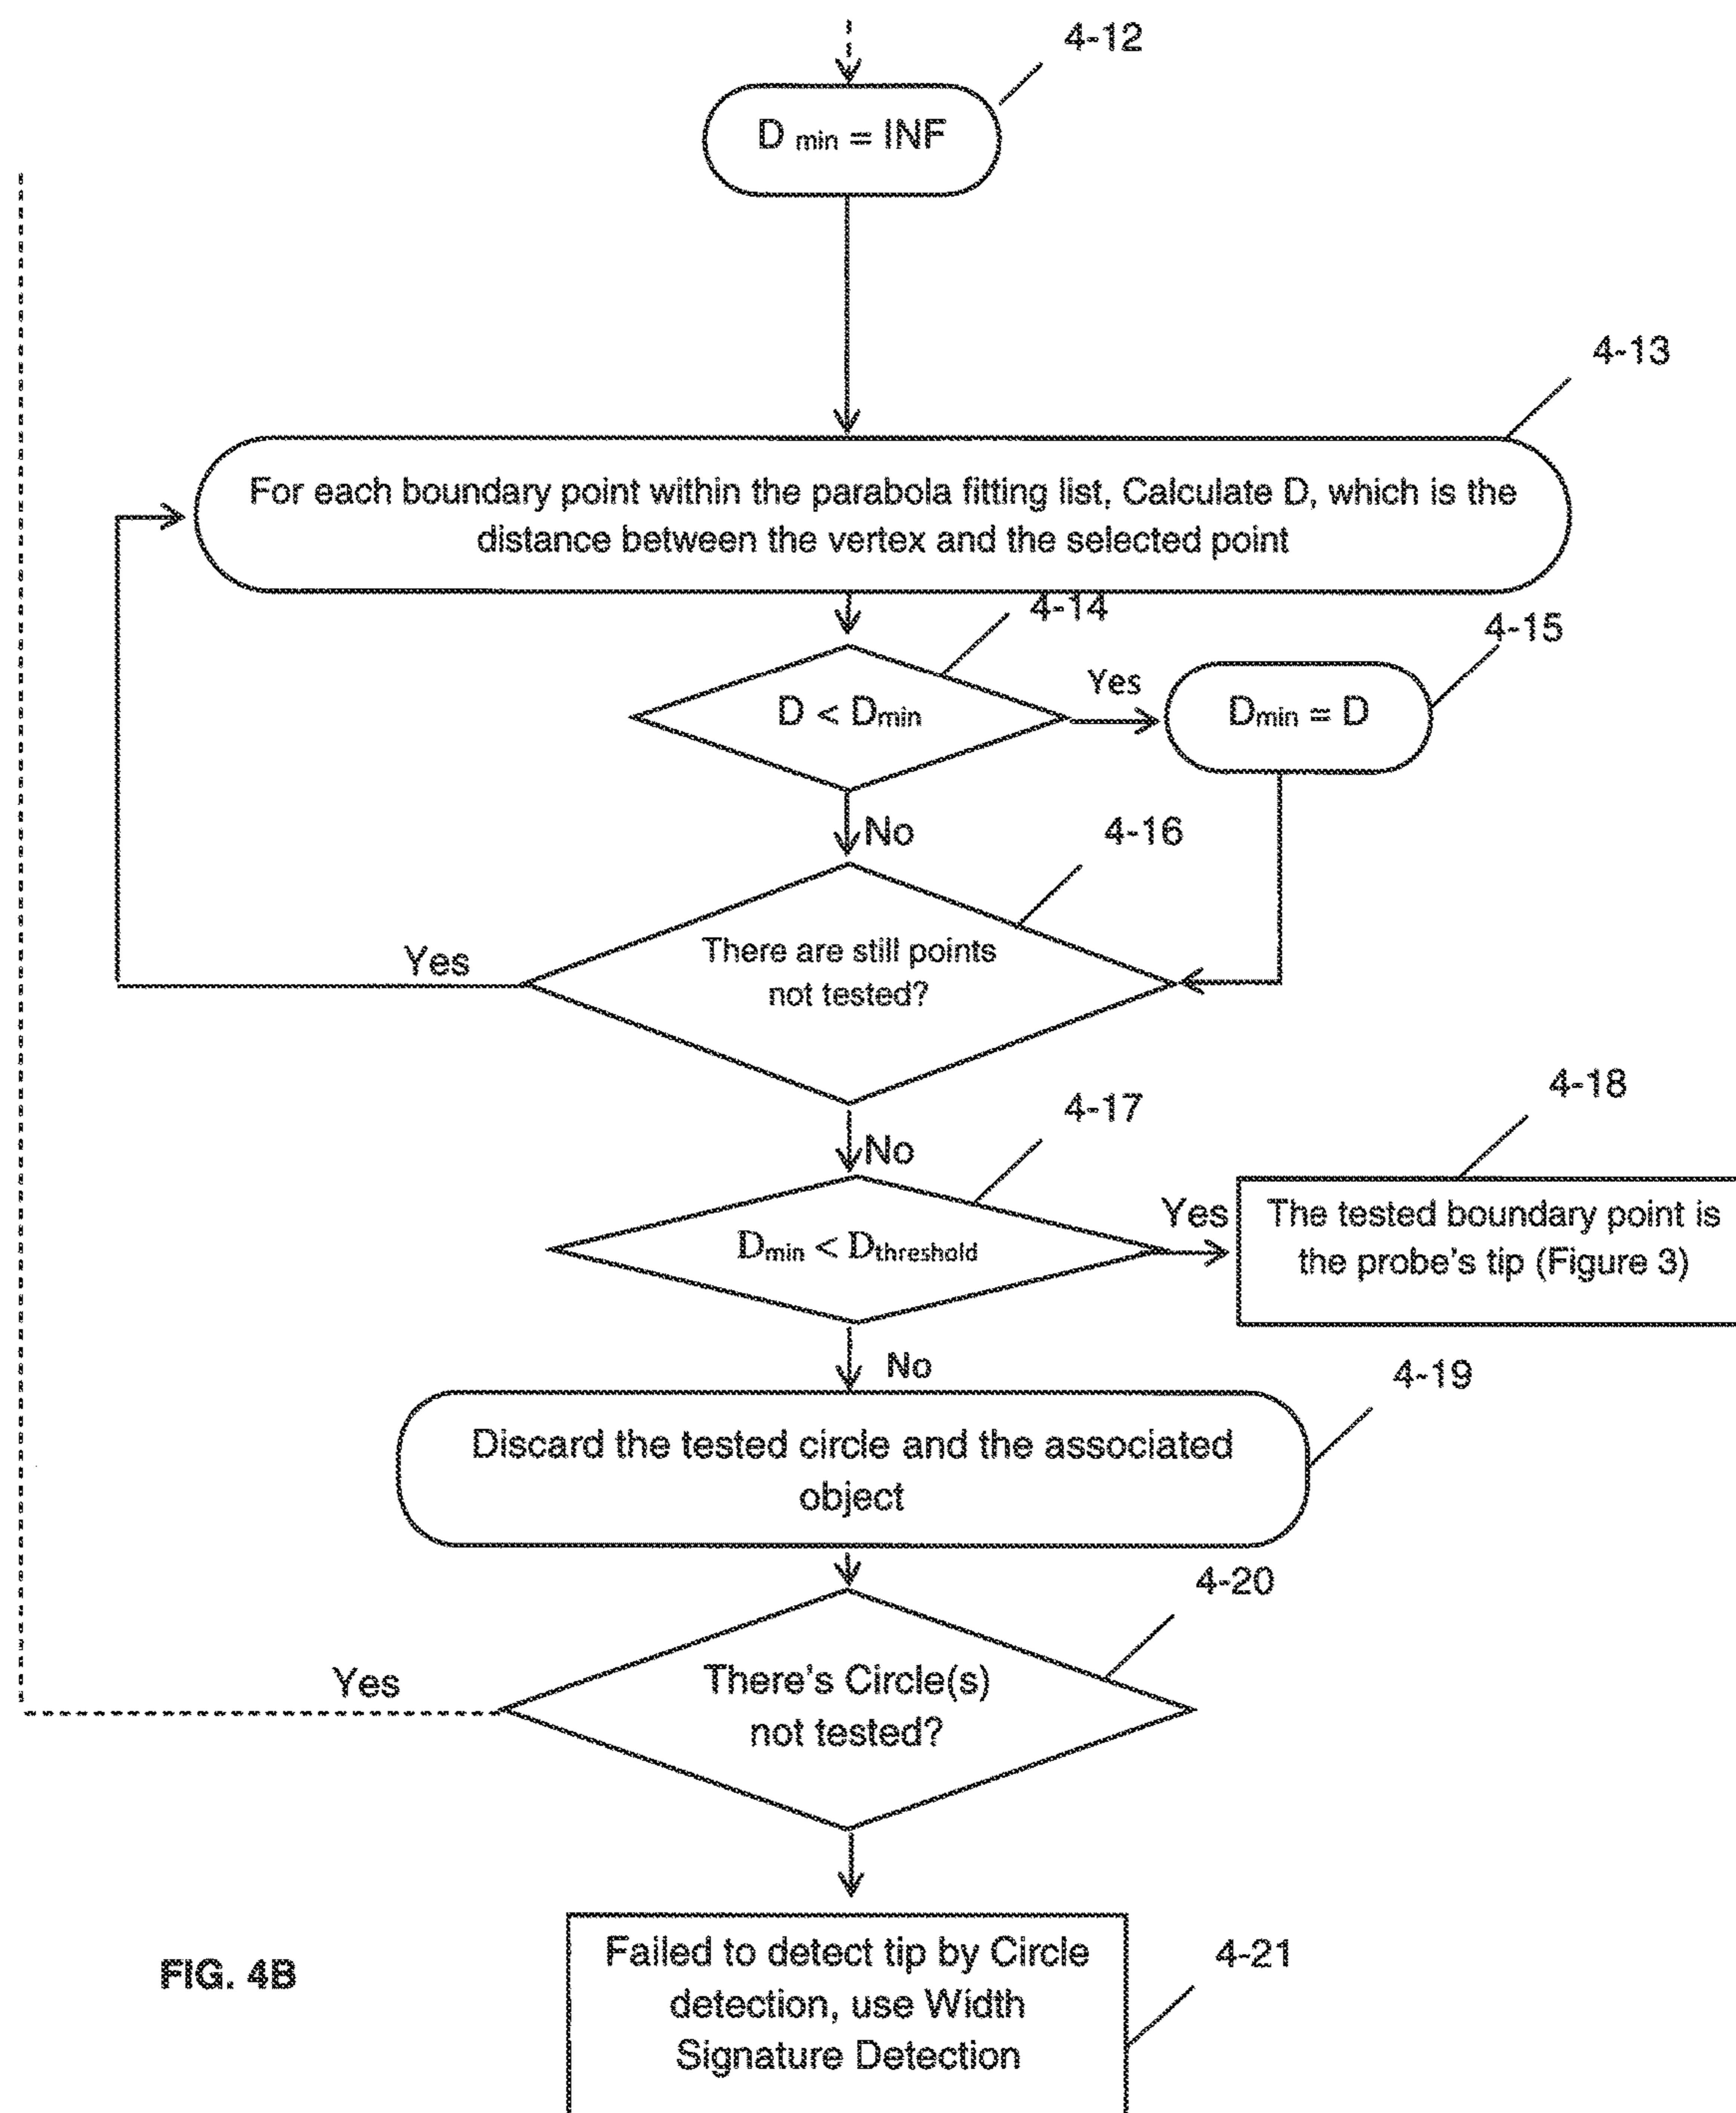 4-12
D min = INF
4-13
For each boundary point within the parabola fitting list, Calculate D, which is the
distance between the vertex and the selected point
4-14
4-15
Yes
D < Dmin
Dmin = D
No
4-16
There are still points
not tested?
Yes
4-17
4-18
No
Yes
Dmin < Dthreshold
The tested boundary point is
the probe's tip (Figure 3)
No
4-19
Discard the tested circle and the associated
object
4-20
Yes
There's Circle(s)
not tested?
Failed to detect tip by Circle
detection, use Width
Signature Detection
4-21
FIG. 4B